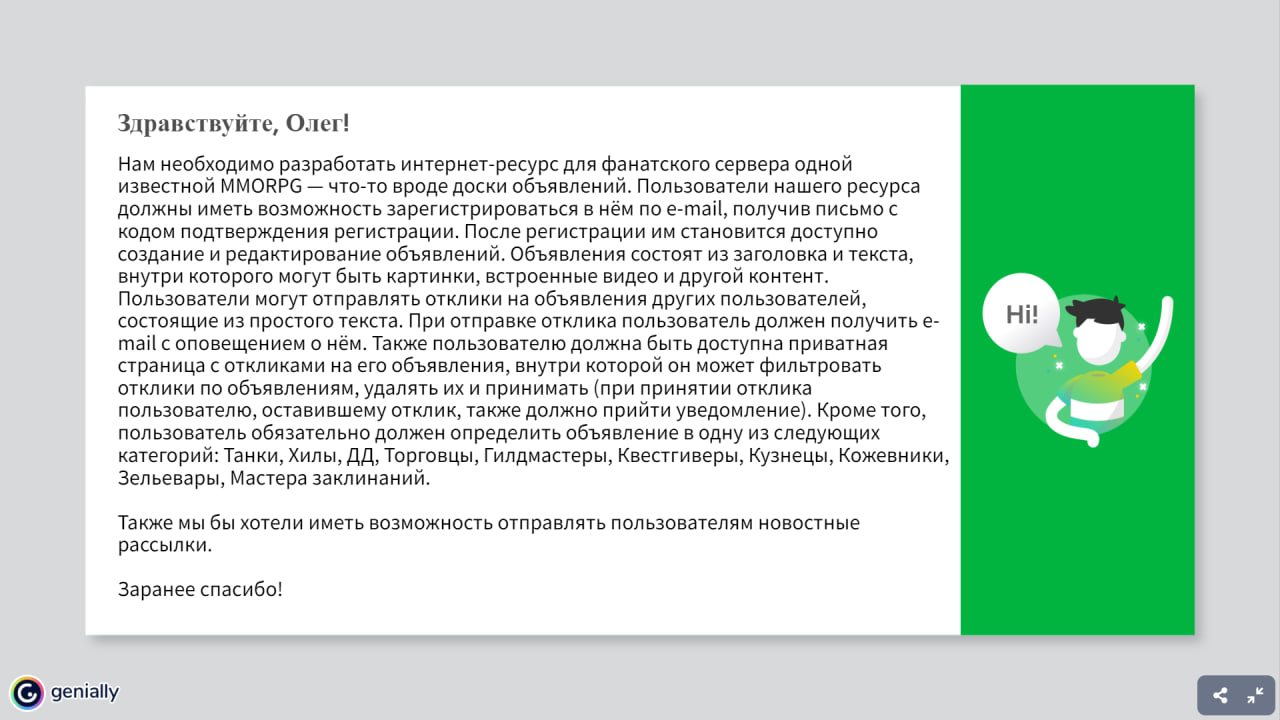 Здравствуйте, Олег!
Нам необходимо разработать интернет-ресурс для фанатского сервера одной
известной MMORPG — что-то вроде доски объявлений. Пользователи нашего ресурса
должны иметь возможность зарегистрироваться в нём по e-mail, получив письмо с
кодом подтверждения регистрации. После регистрации им становится доступно
создание и редактирование объявлений. Объявления состоят из заголовка и текста,
внутри которого могут быть картинки, встроенные видео и другой контент.
Пользователи могут отправлять отклики на объявления других пользователей,
состоящие из простого текста. При отправке отклика пользователь должен получить e-
mail с оповещением о нём. Также пользователю должна быть доступна приватная
страница с откликами на его объявления, внутри которой он может фильтровать
отклики по объявлениям, удалять их и принимать (при принятии отклика
пользователю, оставившему отклик, также должно прийти уведомление). Кроме того,
пользователь обязательно должен определить объявление в одну из следующих
категорий: Танки, Хилы, ДД, Торговцы, Гилдмастеры, Квестгиверы, Кузнецы, Кожевники,
Зельевары, Мастера заклинаний.
Также мы бы хотели иметь возможность отправлять пользователям новостные
рассылки.
Заранее спасибо!
Hi!
genially